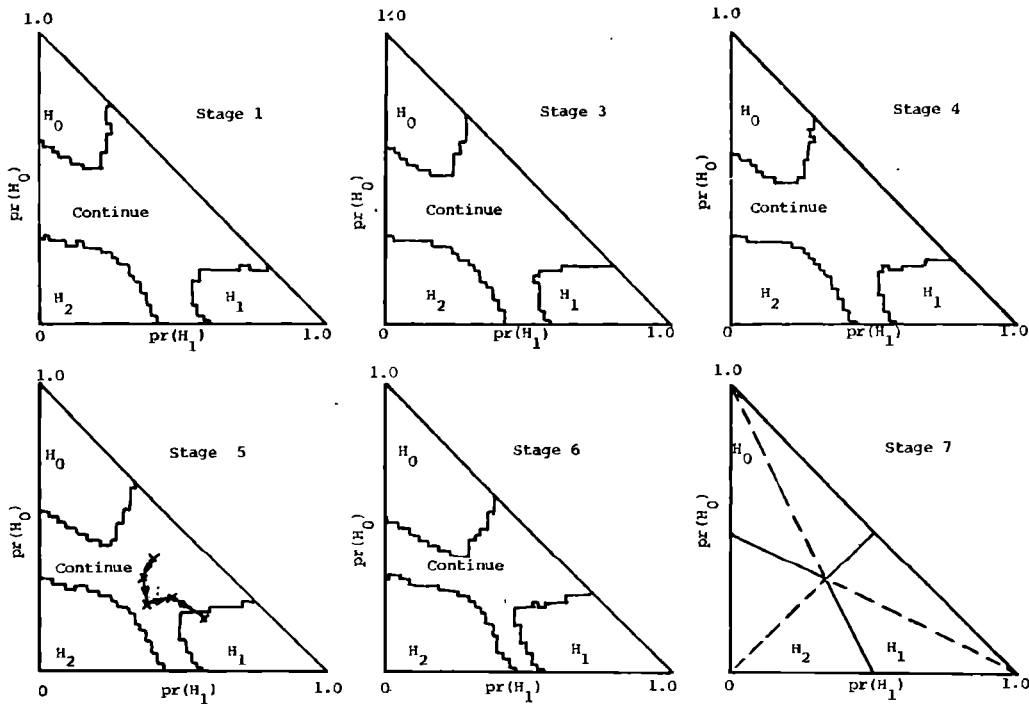 1.0
H0
Stage 1
pr(H0)
Continue
H2
H1
0
pr(H1)
1.0
1.0
H0
Stage 3
pr(H0)
Continue
H2
H1
0
pr(H1)
1.0
1.0
H0
Stage 4
pr(H0)
Continue
H2
H1
0
pr(H1)
1.0
1.0
H0
Stage 5
pr(H0)
Continue
H2
H1
0
pr(H1)
1.0
1.0
H0
Stage 6
pr(H0)
Continue
H2
H1
0
pr(H1)
1.0
1.0
H0
Stage 7
pr(H0)
H2
H1
0
pr(H1)
1.0